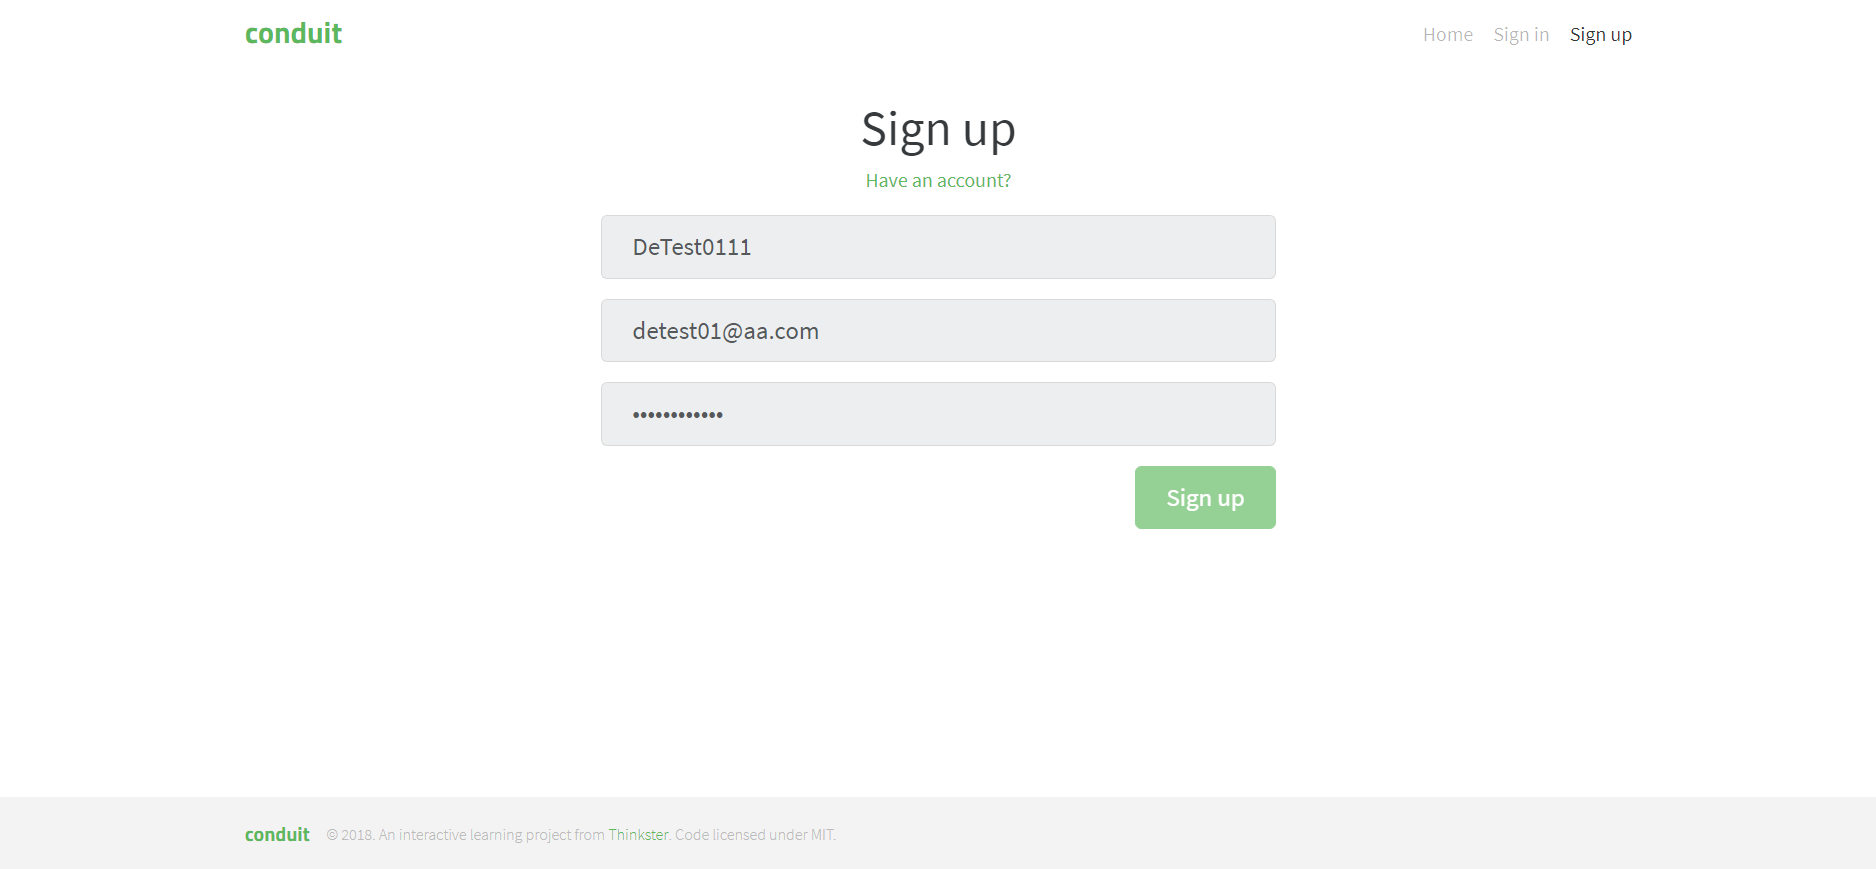 conduit
Home Sign in Sign up
Sign up
Have an account?
DeTest0111
detest01@aa.com
••••••••••••
Sign up
conduit © 2018. An interactive learning project from Thinkster. Code licensed under MIT.